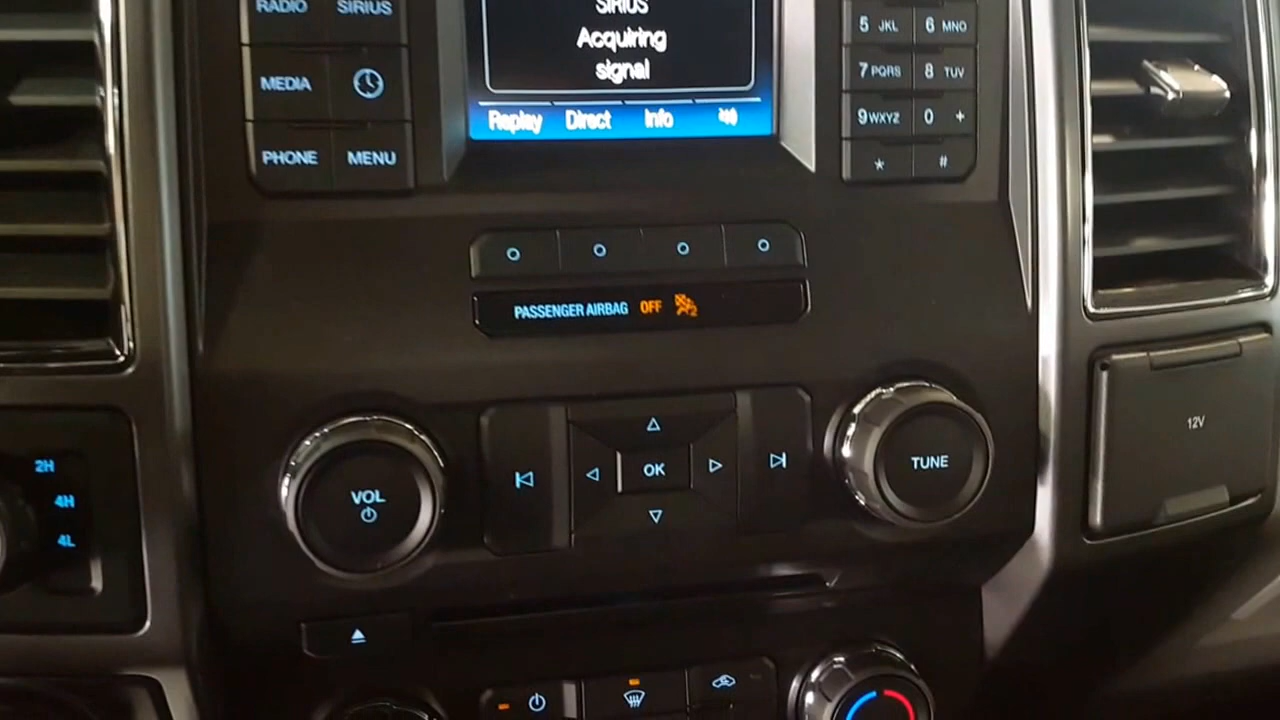 RADIO SIRIUS
MEDIA
PHONE MENU
SIRIUS
Acquiring
signal
Replay Direct Info
5 JKL 6 MNO
7 PQRS 8 TUV
9 WXYZ 0 +
* #
PASSENGER AIRBAG OFF
2
2H
4H
4L
VOL
OK
TUNE
12V